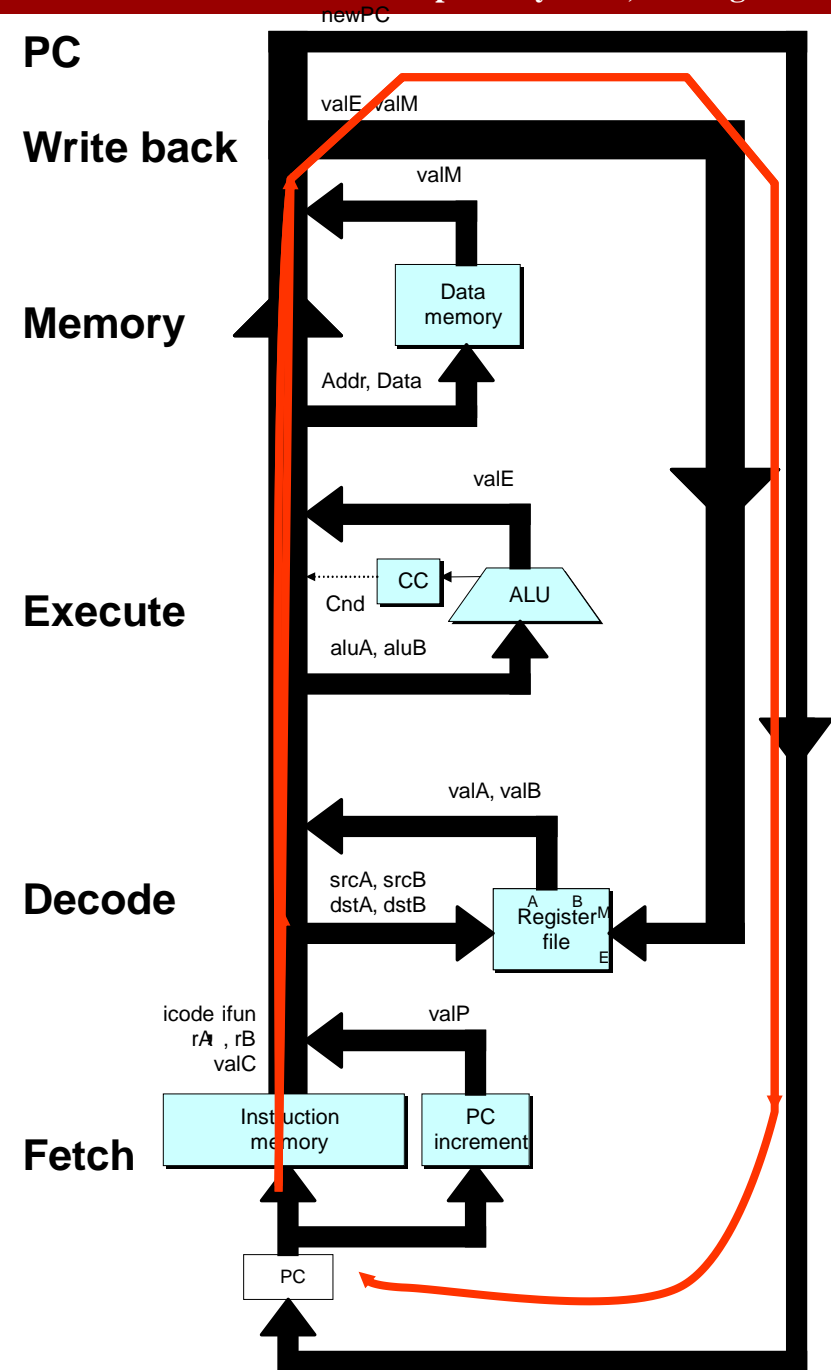 newPC
PC
valE, valM
Write back
valM
Data
memory
Memory
Addr, Data
valE
CC
ALU
Cnd
Execute
aluA, aluB
valA, valB
srcA, srcB
dstA, dstB
A B
Register M
file
E
Decode
icode ifun
rA , rB
valC
valP
Instruction
memory
PC
increment
Fetch
PC